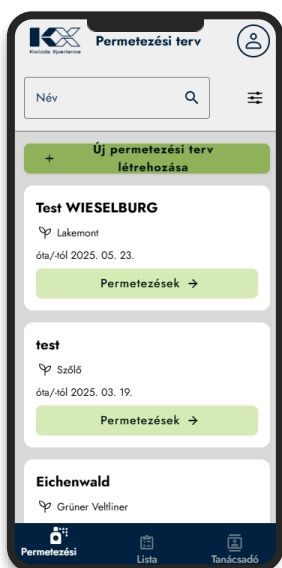 KX
Kwizda Xperience
Permetezési terv
Név
+ Új permetezési terv
létrehozása
Test WIESELBURG
Lakemont
óta/-tól 2025. 05. 23.
Permetezések →
test
Szőlő
óta/-tól 2025. 03. 19.
Permetezések →
Eichenwald
Grüner Veltliner
Permetezési
Lista
Tanácsadó